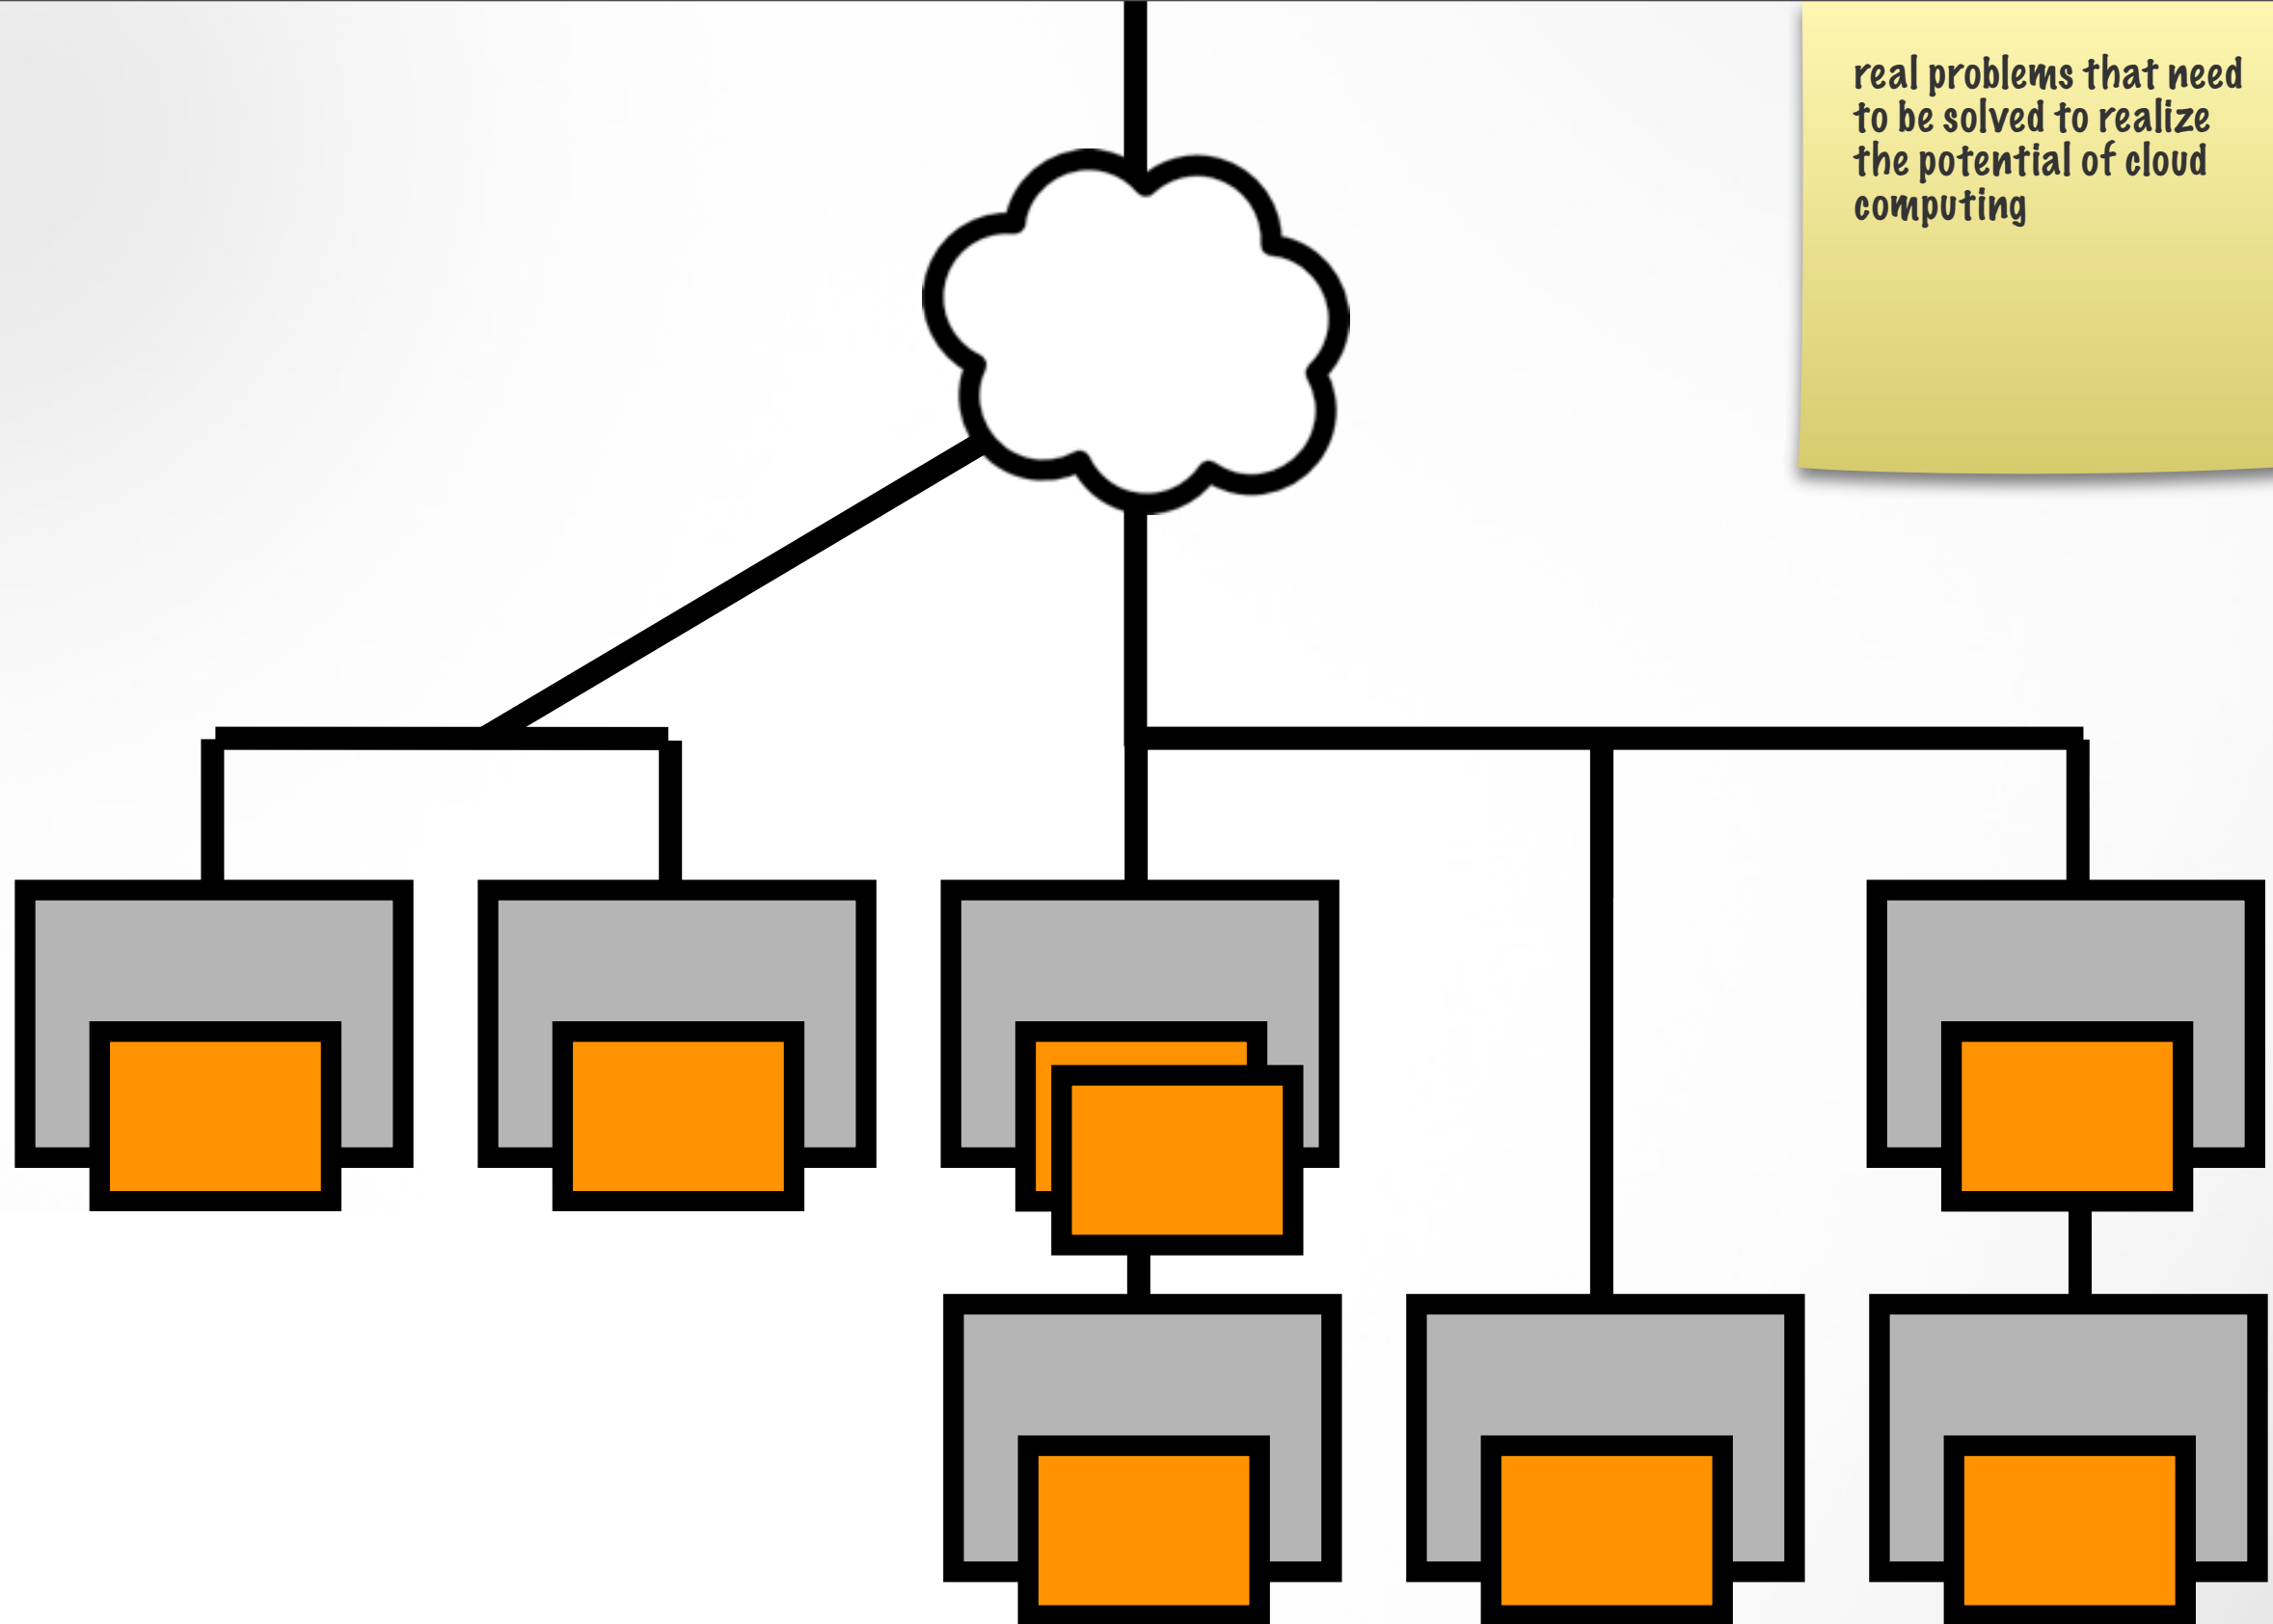 real problems that need
to be solved to realize
the potential of cloud
computing